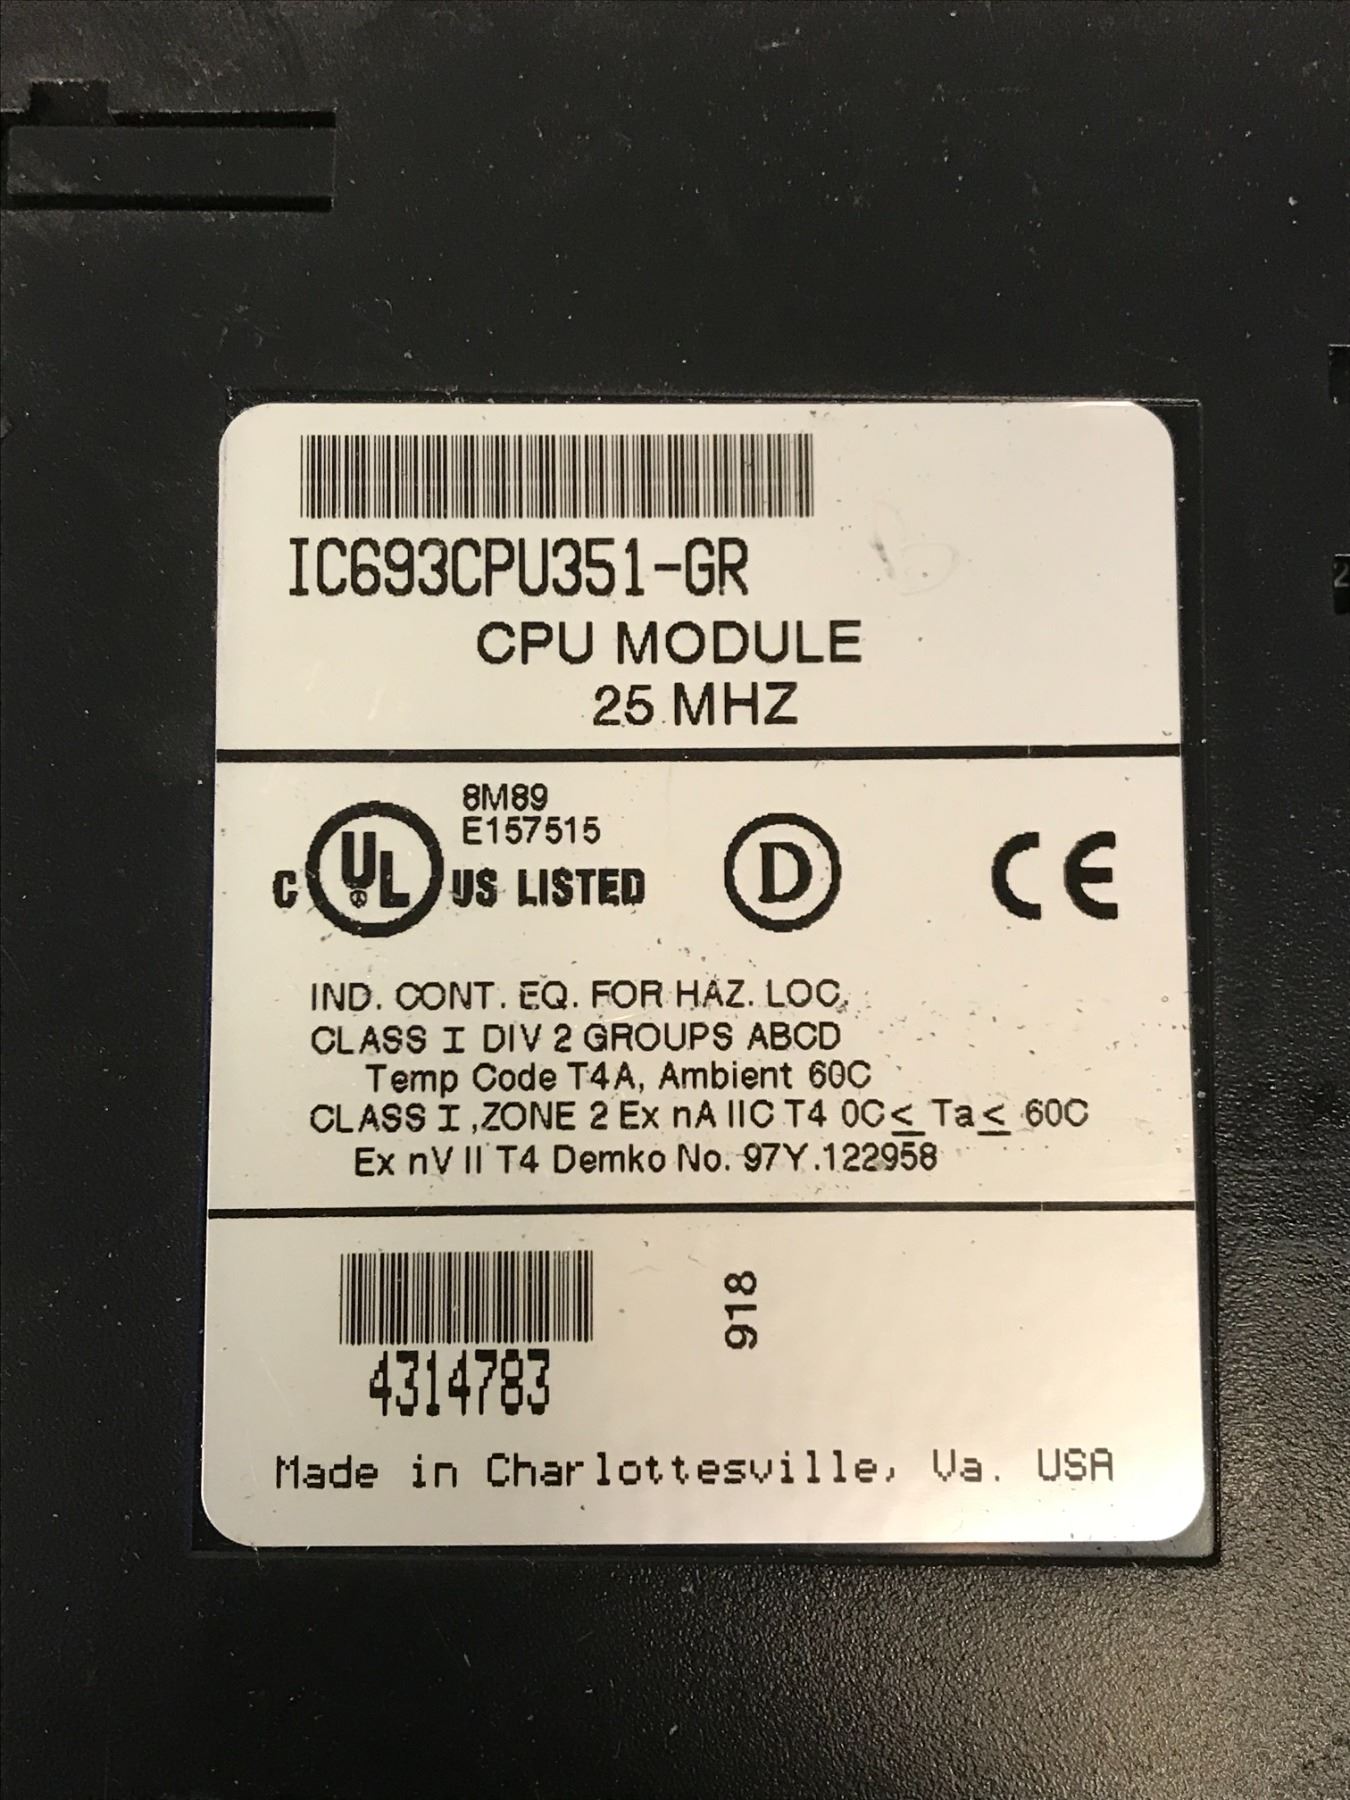 IC693CPU351-GR
CPU MODULE
25 MHZ
8M89
E157515
C UL US LISTED
D
CE
IND. CONT. EQ. FOR HAZ. LOC.
CLASS I DIV 2 GROUPS ABCD
Temp Code T4A, Ambient 60C
CLASS I ,ZONE 2 Ex nA IIC T4 0C≤ Ta≤ 60C
Ex nV II T4 Demko No. 97Y.122958
4314783
918
Made in Charlottesville, Va. USA
2